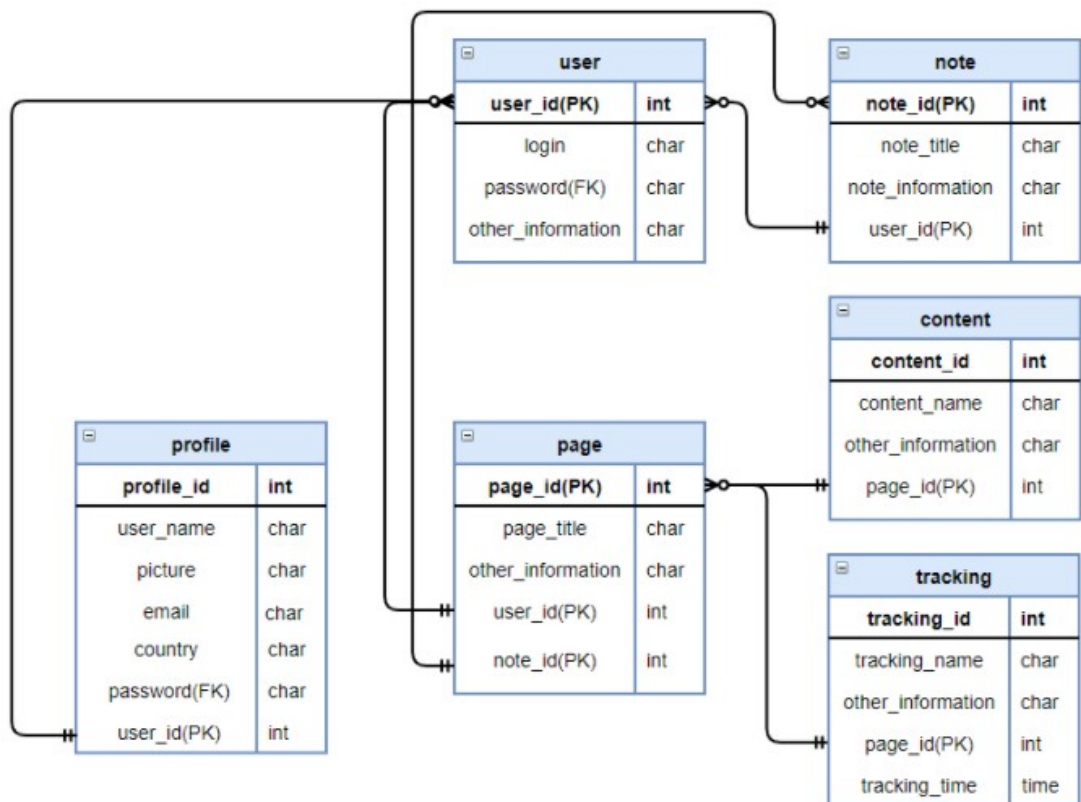 user
user_id(PK) int
login char
password(FK) char
other_information char
note
note_id(PK) int
note_title char
note_information char
user_id(PK) int
content
content_id int
content_name char
other_information char
page_id(PK) int
profile
profile_id int
user_name char
picture char
email char
country char
password(FK) char
user_id(PK) int
page
page_id(PK) int
page_title char
other_information char
user_id(PK) int
note_id(PK) int
tracking
tracking_id int
tracking_name char
other_information char
page_id(PK) int
tracking_time time